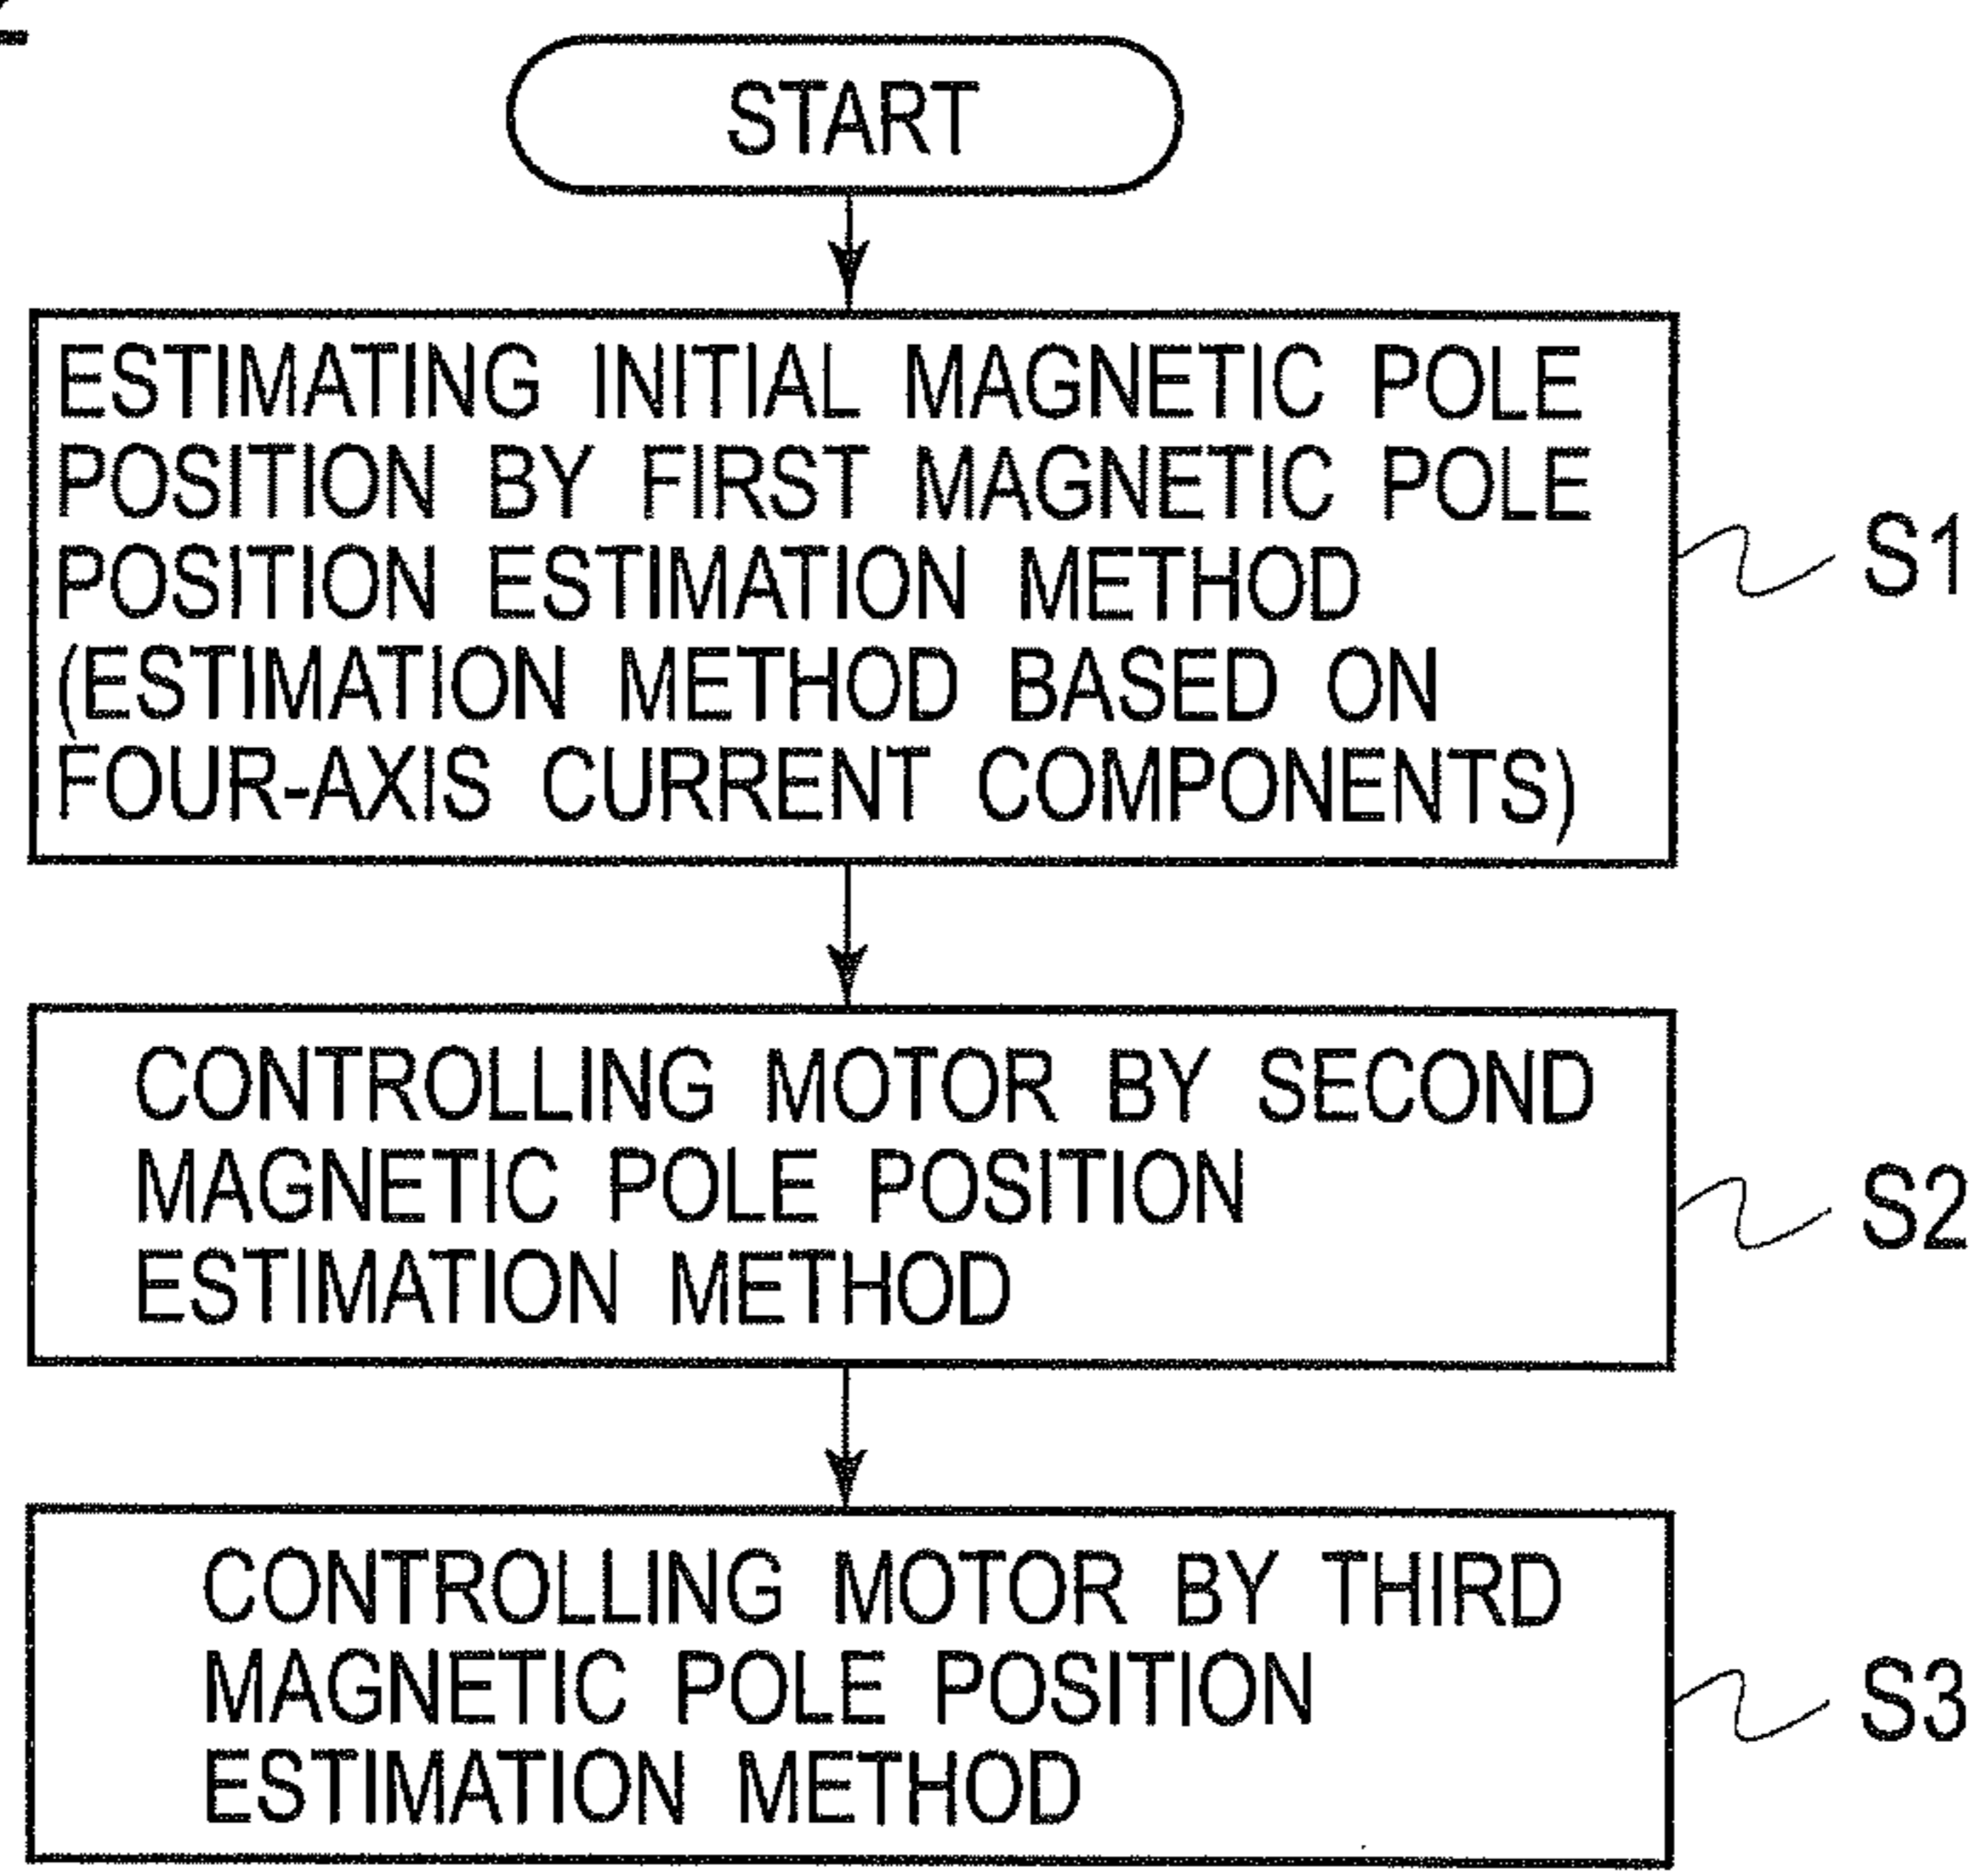 START
ESTIMATING INITIAL MAGNETIC POLE
POSITION BY FIRST MAGNETIC POLE
POSITION ESTIMATION METHOD
(ESTIMATION METHOD BASED ON
FOUR-AXIS CURRENT COMPONENTS)
S1
CONTROLLING MOTOR BY SECOND
MAGNETIC POLE POSITION
ESTIMATION METHOD
S2
CONTROLLING MOTOR BY THIRD
MAGNETIC POLE POSITION
ESTIMATION METHOD
S3